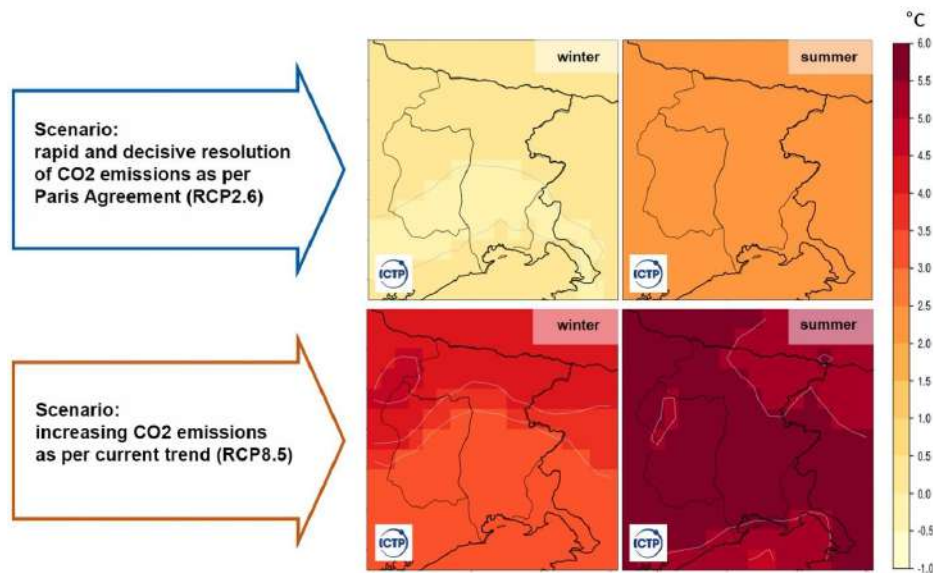 °C
winter
summer
6.0
5.5
5.0
4.5
4.0
3.5
3.0
2.5
2.0
1.5
1.0
0.5
0.0
-1.0
Scenario:
rapid and decisive resolution
of CO2 emissions as per
Paris Agreement (RCP2.6)
ICTP
ICTP
winter
summer
Scenario:
increasing CO2 emissions
as per current trend (RCP8.5)
ICTP
ICTP